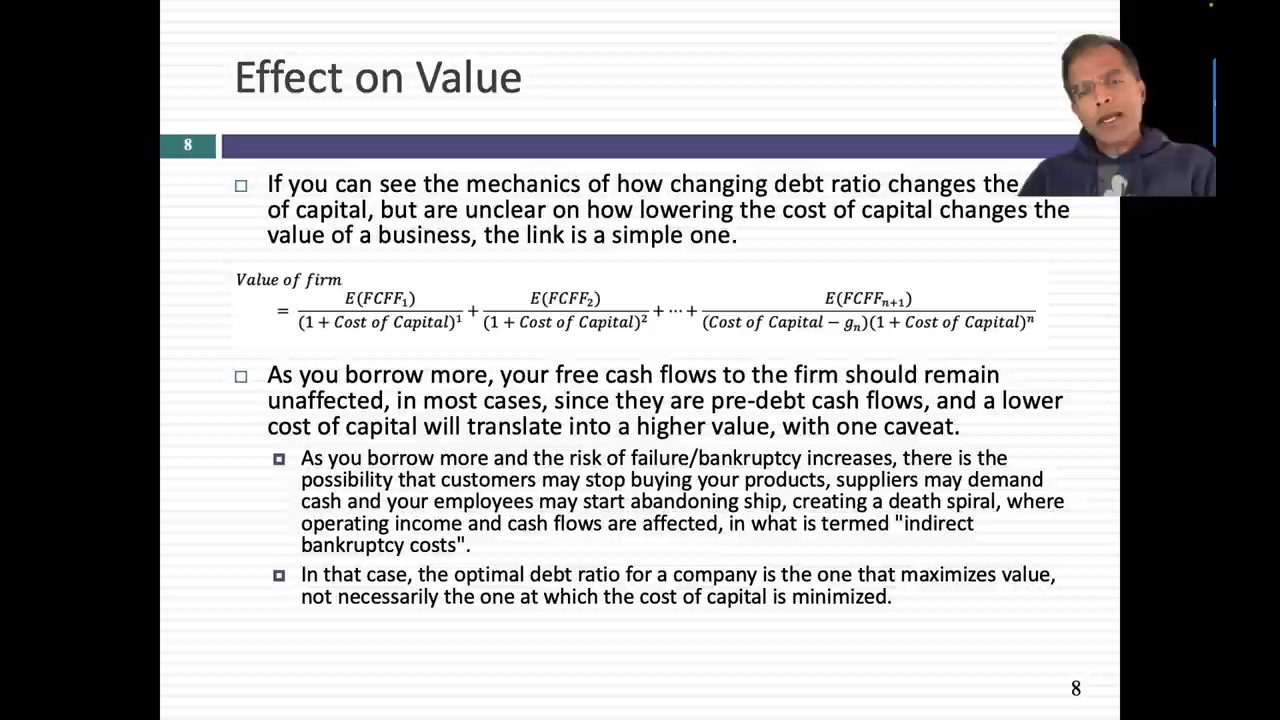 Effect on Value
8
If you can see the mechanics of how changing debt ratio changes the
of capital, but are unclear on how lowering the cost of capital changes the
value of a business, the link is a simple one.
Value of firm
= E(FCFF₁)/(1 + Cost of Capital)¹ + E(FCFF₂)/(1 + Cost of Capital)² + ⋯ + E(FCFFₙ₊₁)/(Cost of Capital − gₙ)(1 + Cost of Capital)ⁿ
As you borrow more, your free cash flows to the firm should remain
unaffected, in most cases, since they are pre-debt cash flows, and a lower
cost of capital will translate into a higher value, with one caveat.
As you borrow more and the risk of failure/bankruptcy increases, there is the
possibility that customers may stop buying your products, suppliers may demand
cash and your employees may start abandoning ship, creating a death spiral, where
operating income and cash flows are affected, in what is termed "indirect
bankruptcy costs".
In that case, the optimal debt ratio for a company is the one that maximizes value,
not necessarily the one at which the cost of capital is minimized.
8